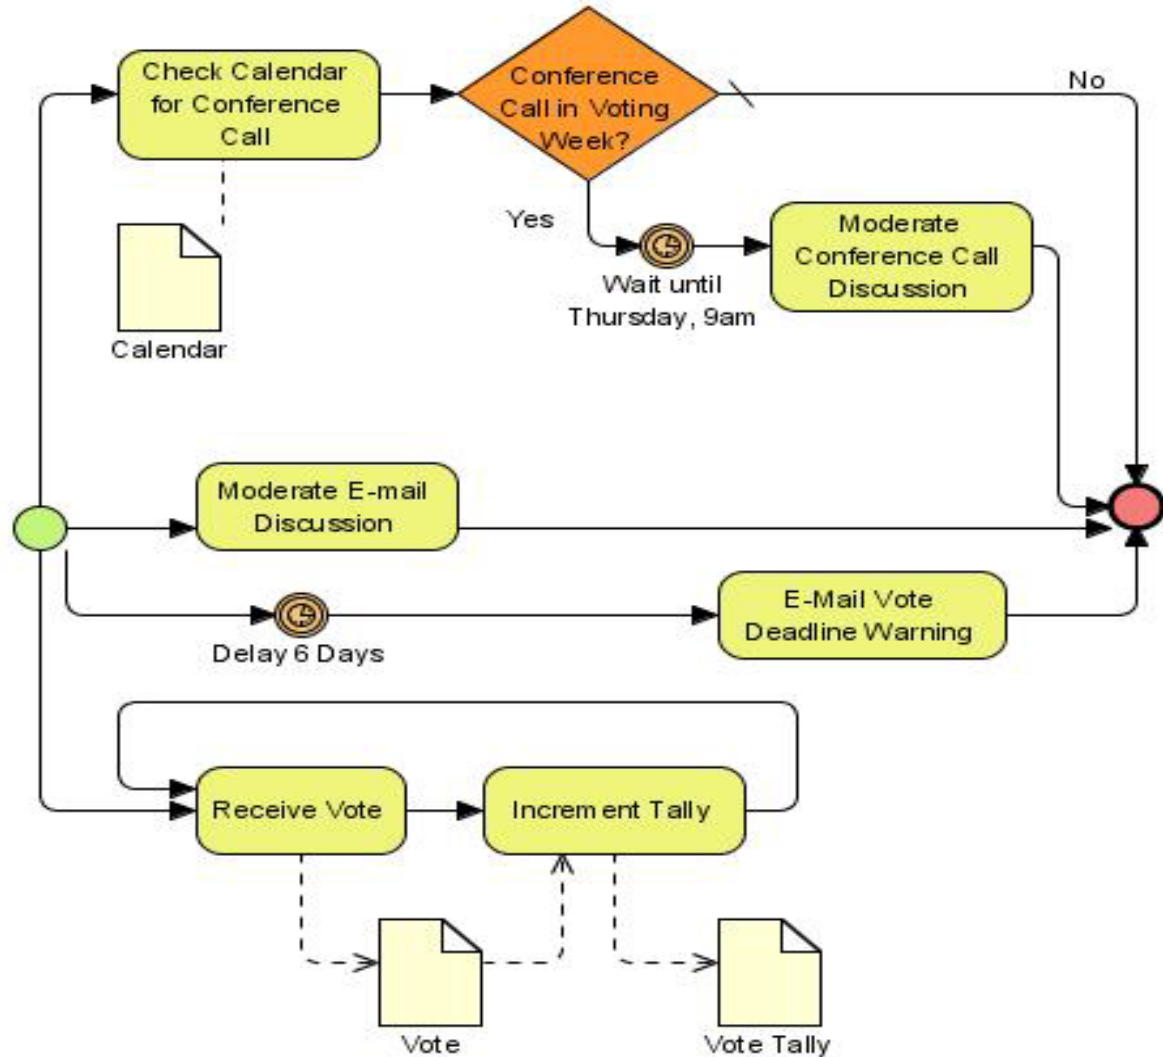 Check Calendar
for Conference
Call
Conference
Call in Voting
Week?
No
Yes
Moderate
Conference Call
Discussion
Wait until
Thursday, 9am
Calendar
Moderate E-mail
Discussion
E-Mail Vote
Deadline Warning
Delay 6 Days
Receive Vote
Increment Tally
Vote
Vote Tally